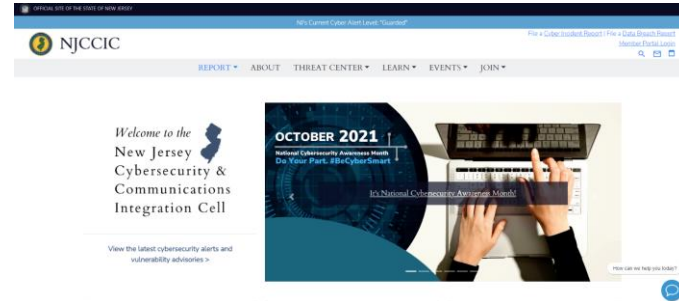 OFFICIAL SITE OF THE STATE OF NEW JERSEY
NJ's Current Cyber Alert Level: "Guarded"
File a Cyber Incident Report | File a Data Breach Report
Member Portal Login
NJCCIC
REPORT ABOUT THREAT CENTER LEARN EVENTS JOIN
Welcome to the
New Jersey
Cybersecurity &
Communications
Integration Cell
View the latest cybersecurity alerts and
vulnerability advisories >
OCTOBER 2021
National Cybersecurity Awareness Month
Do Your Part. #BeCyberSmart
It's National Cybersecurity Awareness Month!
How can we help you today?